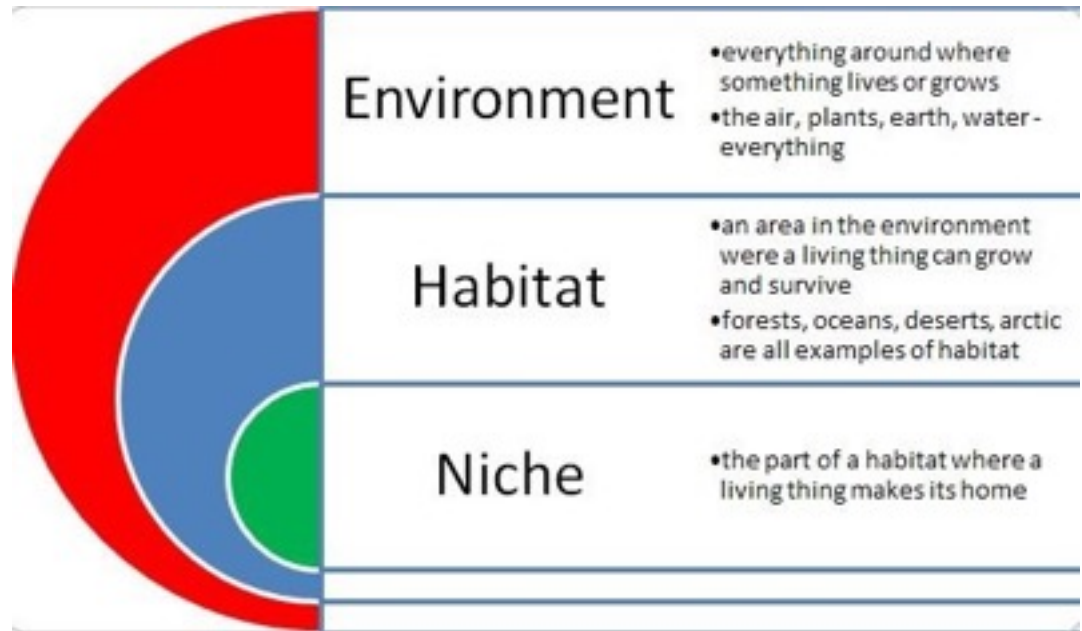 Environment
•everything around where
something lives or grows
•the air, plants, earth, water-
everything
Habitat
•an area in the environment
were a living thing can grow
and survive
•forests, oceans, deserts, arctic
are all examples of habitat
Niche
•the part of a habitat where a
living thing makes its home